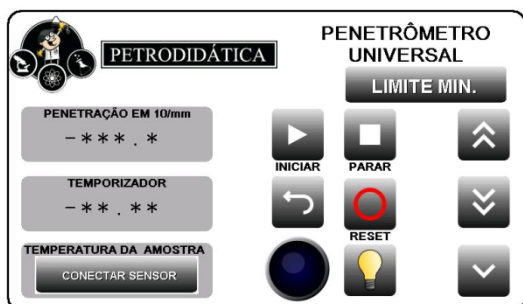 PETRODIDÁTICA
PENETRÔMETRO
UNIVERSAL
LIMITE MIN.
PENETRAÇÃO EM 10/mm
-***.*
INICIAR
PARAR
TEMPORIZADOR
-**.**
RESET
TEMPERATURA DA AMOSTRA
CONECTAR SENSOR